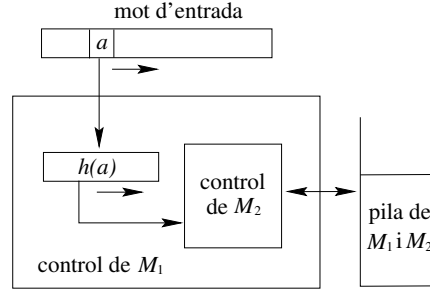 mot d'entrada
a
h(a)
control
de M₂
pila de
M₁ i M₂
control de M₁